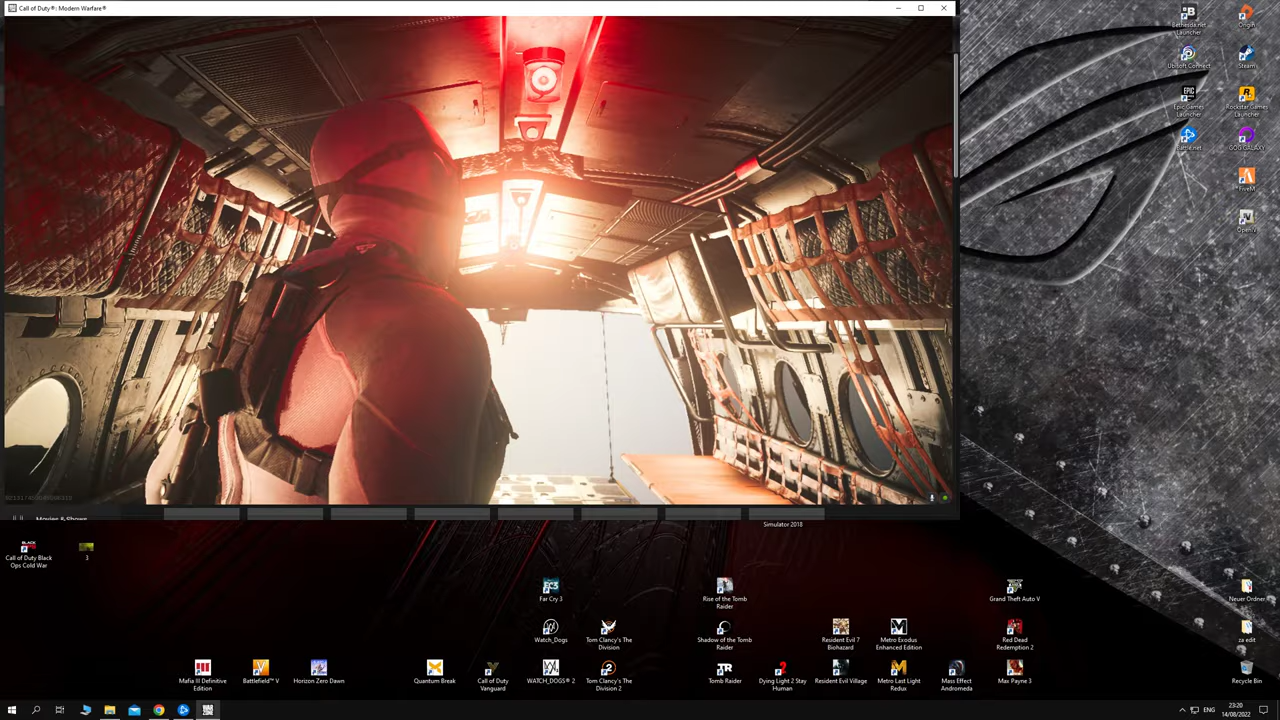 Call of Duty®: Modern Warfare®
Bethesda.net
Launcher
Origin
Ubisoft Connect
Steam
Epic Games
Launcher
Rockstar Games
Launcher
Battle.net
GOG GALAXY
FiveM
OpenIV
Movies & Shows
Simulator 2018
BLACK
Call of Duty Black
Ops Cold War
3
FC3
Far Cry 3
Rise of the Tomb
Raider
Grand Theft Auto V
Neuer Ordner
Watch_Dogs
Tom Clancy's The
Division
Shadow of the Tomb
Raider
Resident Evil 7
Biohazard
Metro Exodus
Enhanced Edition
Red Dead
Redemption 2
za edit
Mafia III Definitive
Edition
Battlefield™ V
Horizon Zero Dawn
Quantum Break
Call of Duty
Vanguard
WATCH_DOGS® 2
Tom Clancy's The
Division 2
Tomb Raider
Dying Light 2 Stay
Human
Resident Evil Village
Metro Last Light
Redux
Mass Effect
Andromeda
Max Payne 3
Recycle Bin
ENG
23:20
14/08/2022